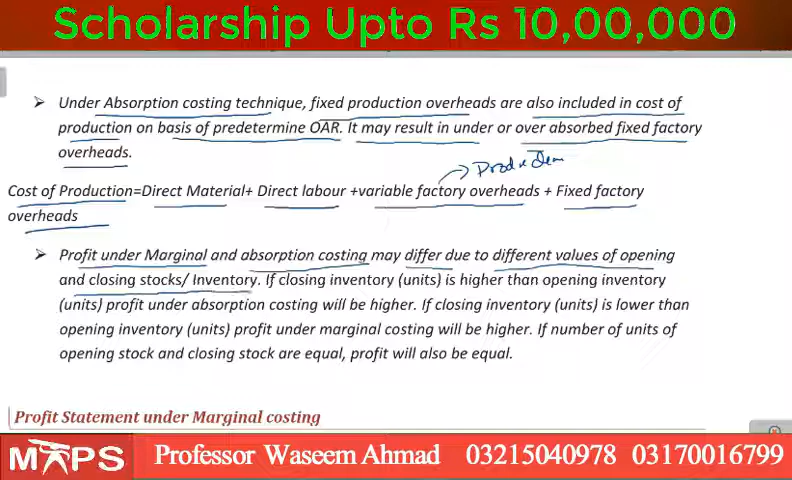 Scholarship Upto Rs 10,00,000
➢ Under Absorption costing technique, fixed production overheads are also included in cost of
production on basis of predetermine OAR. It may result in under or over absorbed fixed factory
overheads.
Cost of Production=Direct Material+ Direct labour +variable factory overheads + Fixed factory
overheads
➢ Profit under Marginal and absorption costing may differ due to different values of opening
and closing stocks/ Inventory. If closing inventory (units) is higher than opening inventory
(units) profit under absorption costing will be higher. If closing inventory (units) is lower than
opening inventory (units) profit under marginal costing will be higher. If number of units of
opening stock and closing stock are equal, profit will also be equal.
Profit Statement under Marginal costing
MAPS Professor Waseem Ahmad 03215040978 03170016799